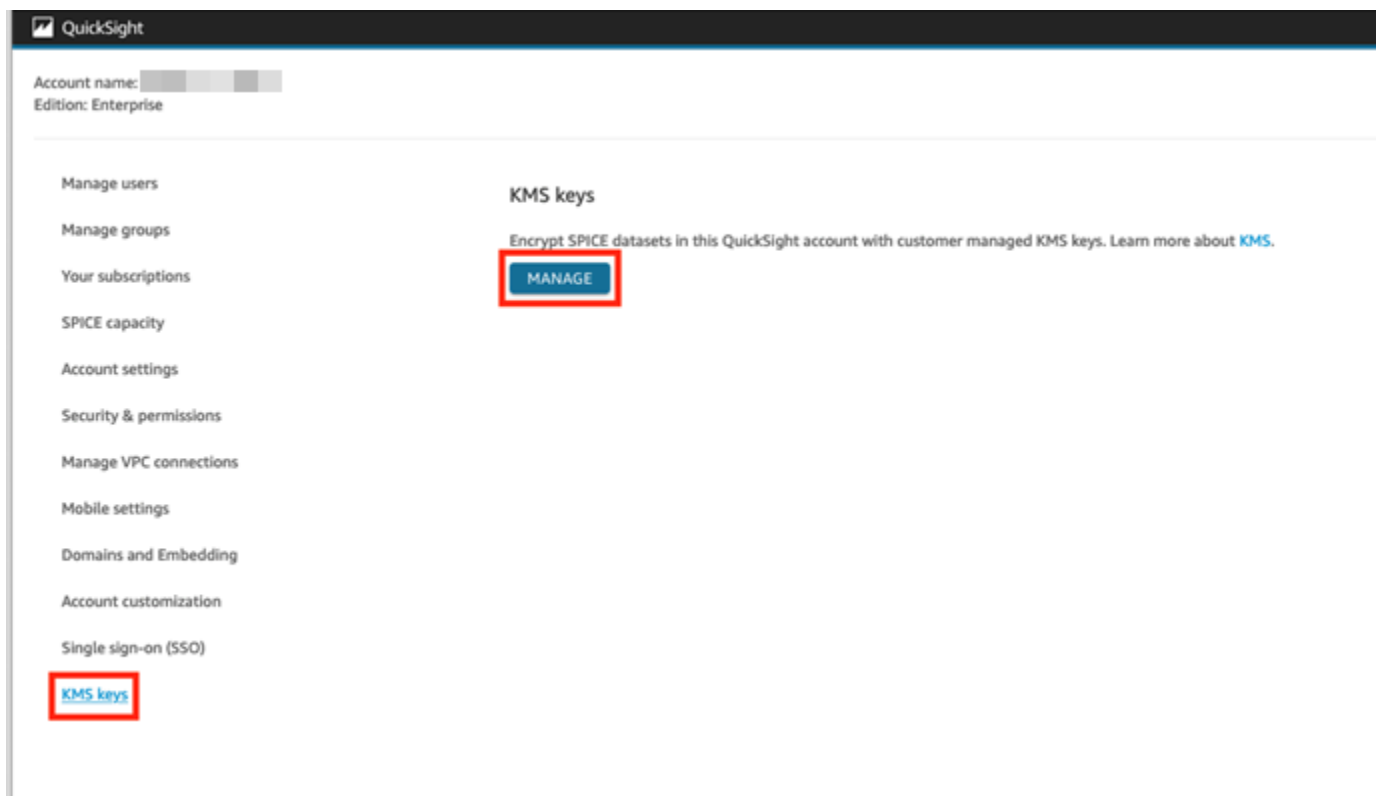 QuickSight
Account name:
Edition: Enterprise
Manage users
Manage groups
Your subscriptions
SPICE capacity
Account settings
Security & permissions
Manage VPC connections
Mobile settings
Domains and Embedding
Account customization
Single sign-on (SSO)
KMS keys
KMS keys
Encrypt SPICE datasets in this QuickSight account with customer managed KMS keys. Learn more about KMS.
MANAGE